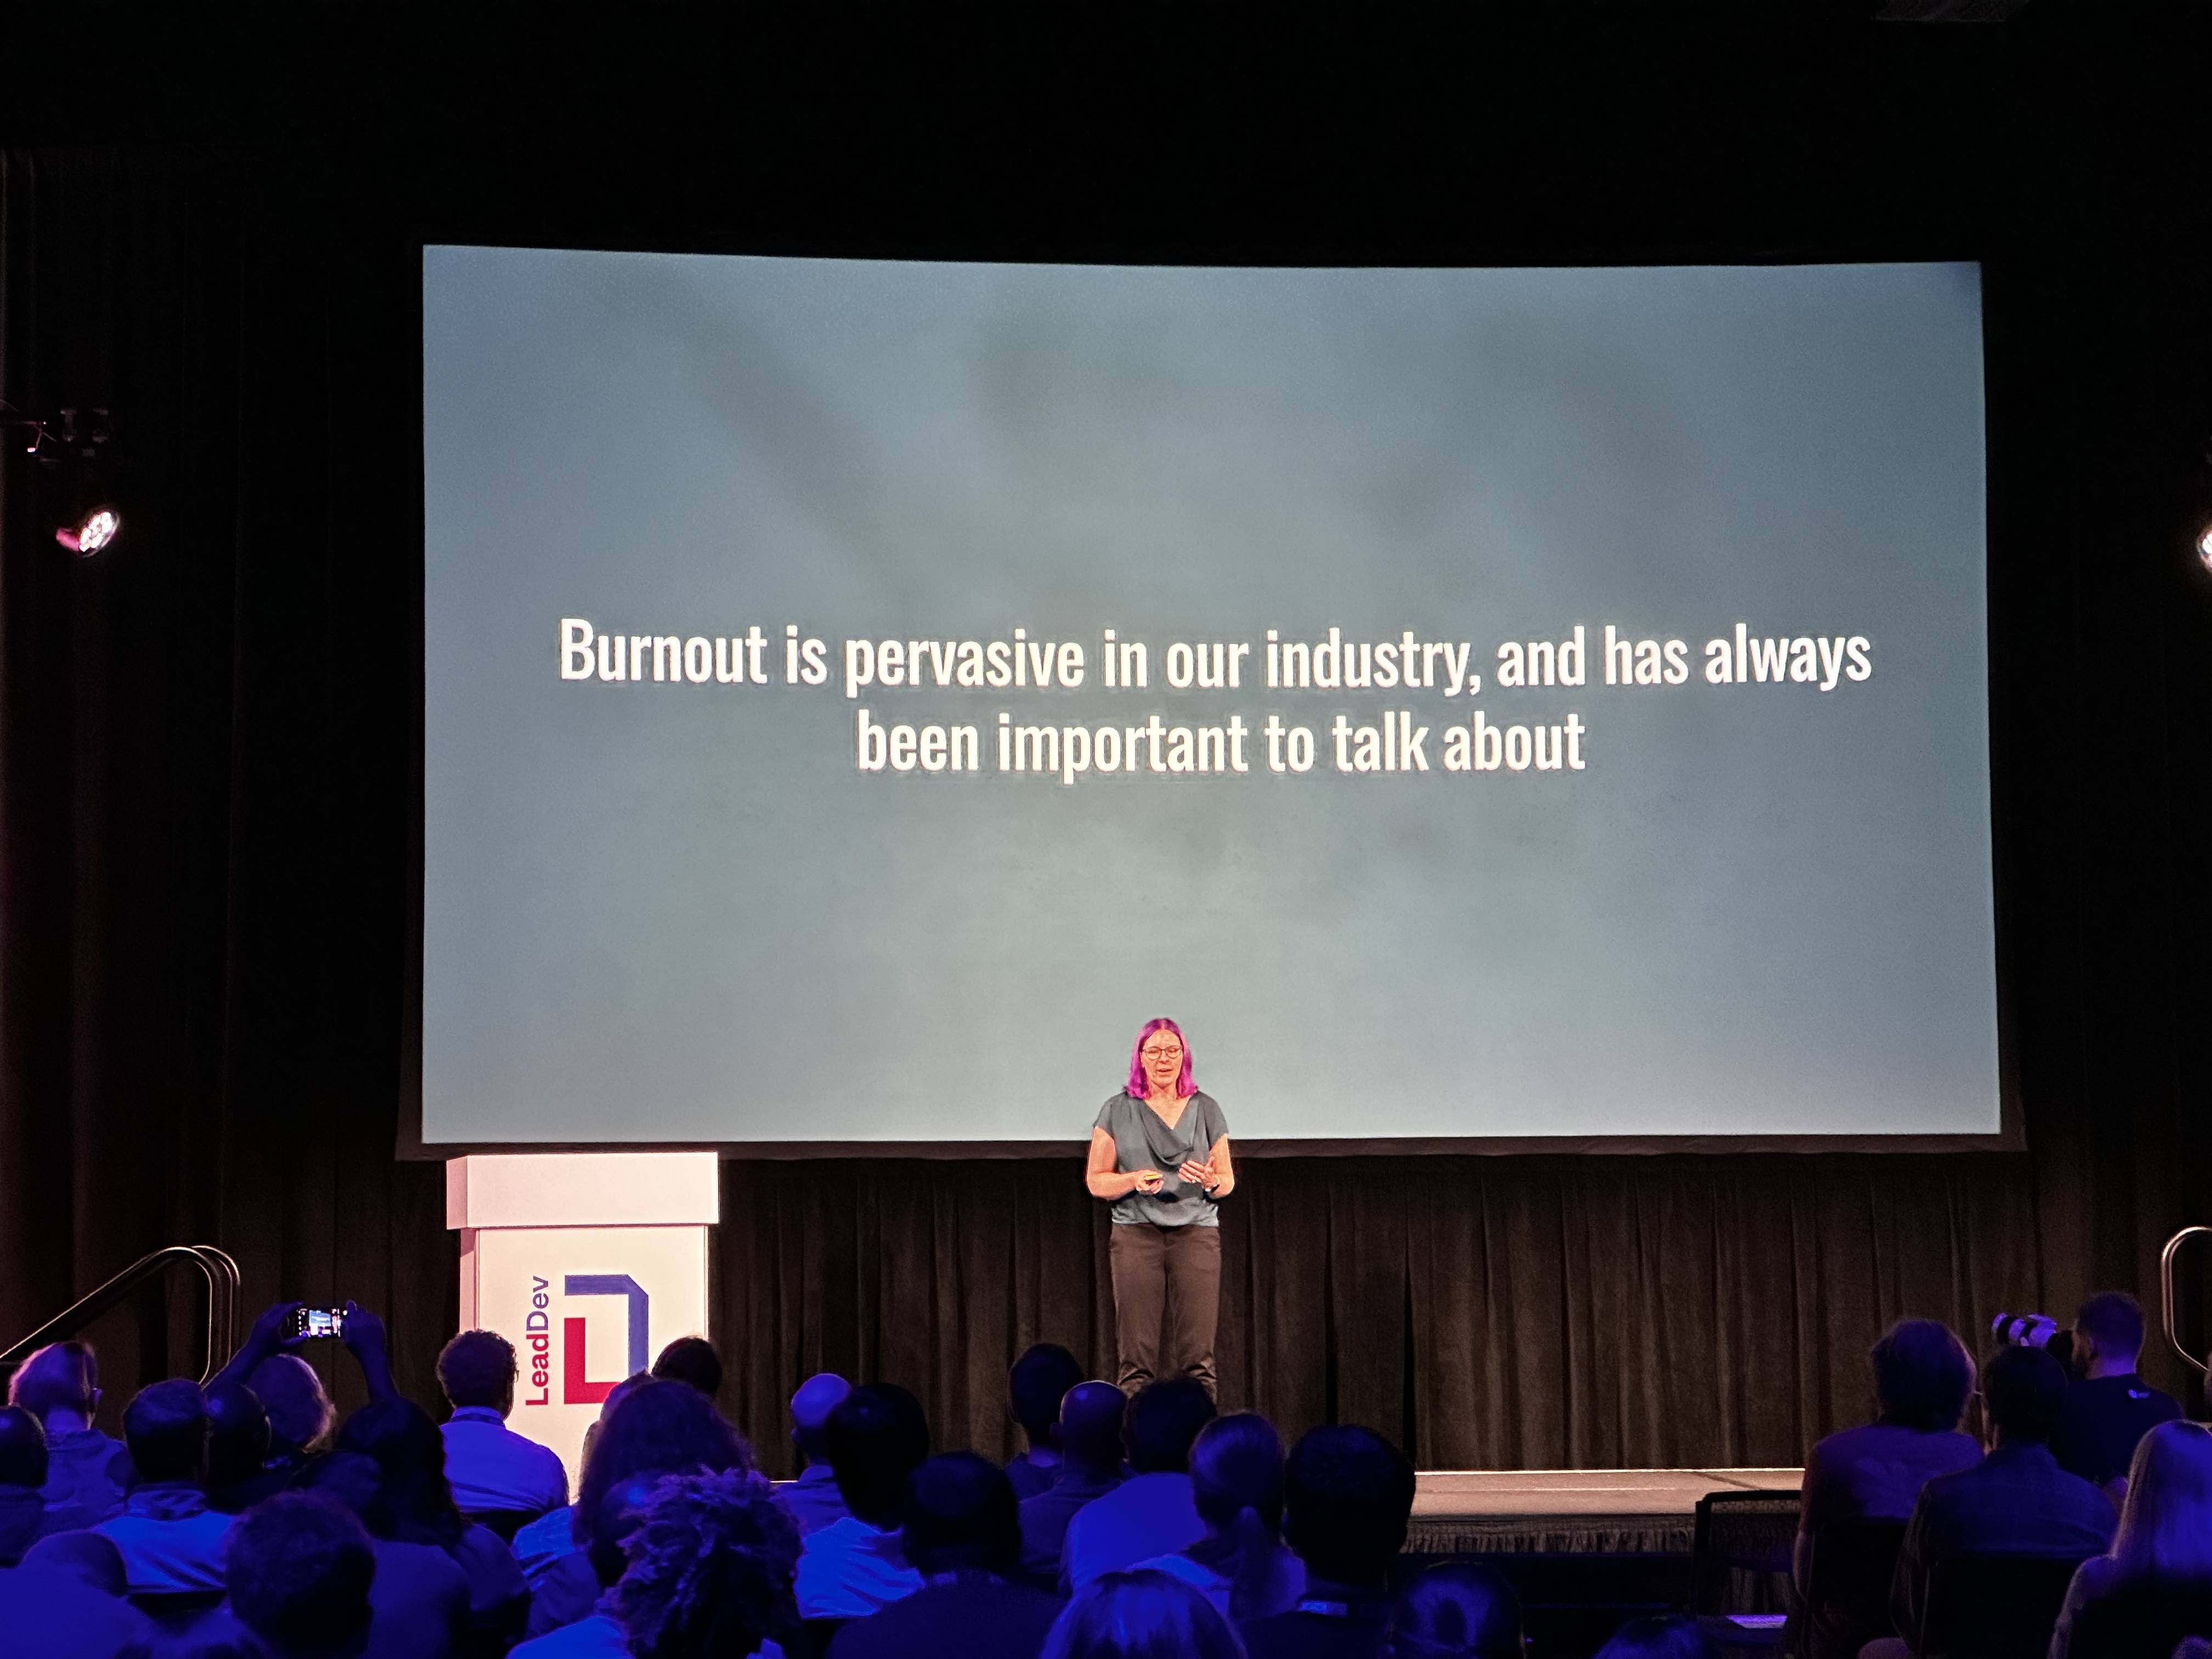 Burnout is pervasive in our industry, and has always
been important to talk about
LeadDev